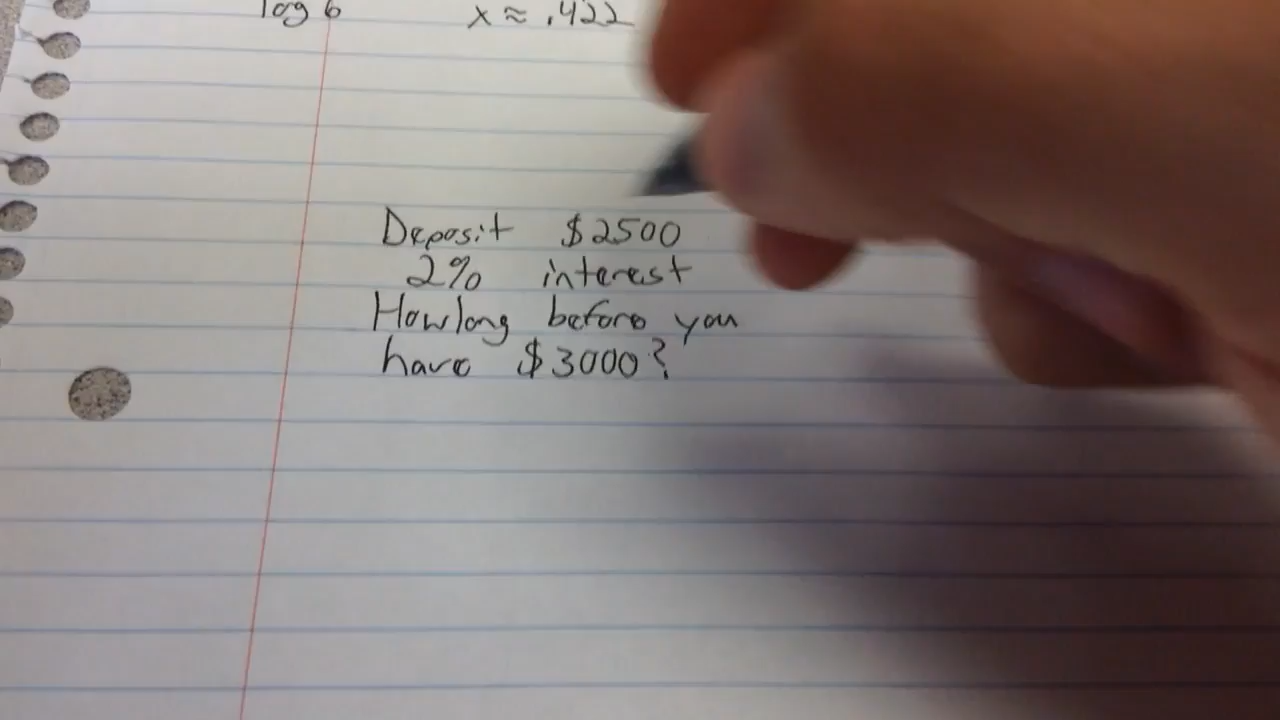 log 6 x ≈ .422
Deposit $2500
2% interest
How long before you
have $3000?